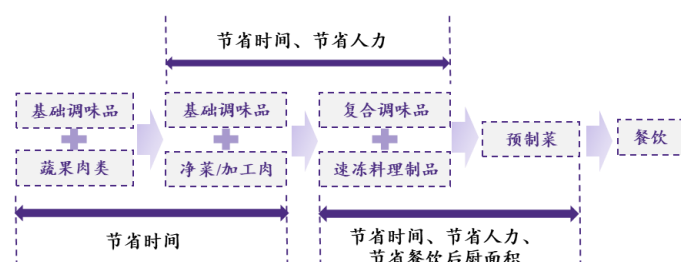 节省时间、节省人力
基础调味品
基础调味品
复合调味品
预制菜
餐饮
蔬果肉类
净菜/加工肉
速冻料理制品
节省时间
节省时间、节省人力、
节省餐饮后厨面积